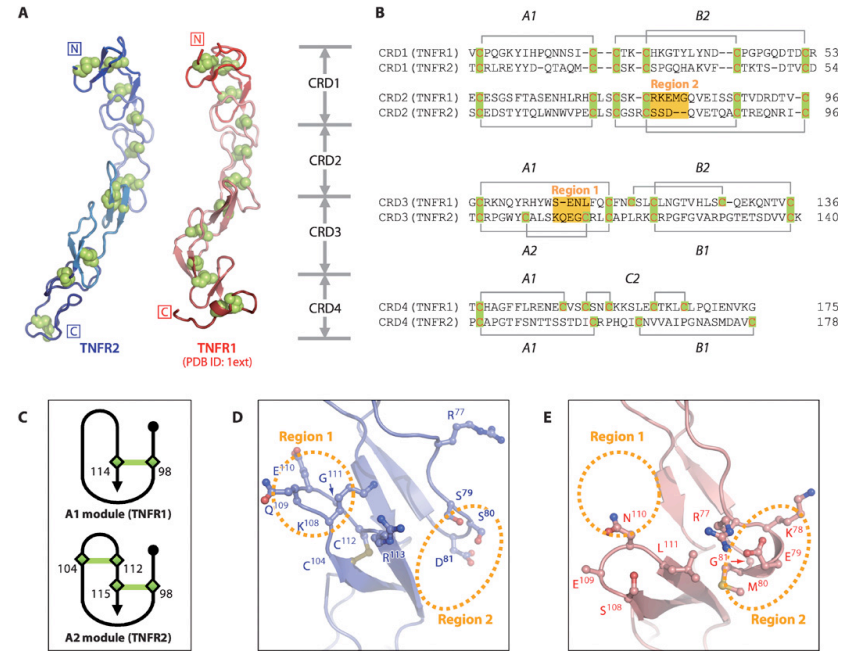 A
N
N
C
C
TNFR2
TNFR1
(PDB ID: 1ext)
CRD1
CRD2
CRD3
CRD4
B
A1 B2
CRD1(TNFR1) VCPQGKYIHPQNNSI-C--CTK-CHKGTYLYND--CPGPGQDTDCR 53
CRD1(TNFR2) TCRLREYYD-QTAQM-C--CSK-CSPGQHAKVF--CTKTS-DTVCD 54
Region 2
CRD2(TNFR1) ECESGSFTASENHLRHCLSCSK-CRKEMGQVEISSCTVDRDTV-C 96
CRD2(TNFR2) SCEDSTYTQLWNWVPECLSCGSRCSSD--QVETQACTREQNRI-C 96
A1 B2
Region 1
CRD3(TNFR1) GCRKNQYRHYWS-ENLFQCFNCSLCLNGTVHLSC-QEKQNTVC 136
CRD3(TNFR2) TCRPGWYCALSKQEGCRLCAPLRKCRPGFGVARPGTETSDVVCK 140
A2 B1
A1 C2
CRD4(TNFR1) TCHAGFFLRENECVSCSNCKKSLECTKLCLPQIENVKG 175
CRD4(TNFR2) PCAPGTFSNTTSSTDICRPHQICNVVAIPGNASMDAVC 178
A1 B1
C
114 98
A1 module (TNFR1)
104 112
115 98
A2 module (TNFR2)
D
R77
Region 1
E110
G111
Q109
K108
C112
C104
R113
S79
S80
D81
Region 2
E
Region 1
N110
R77
K78
L111
G81
E79
E109
M80
S108
Region 2